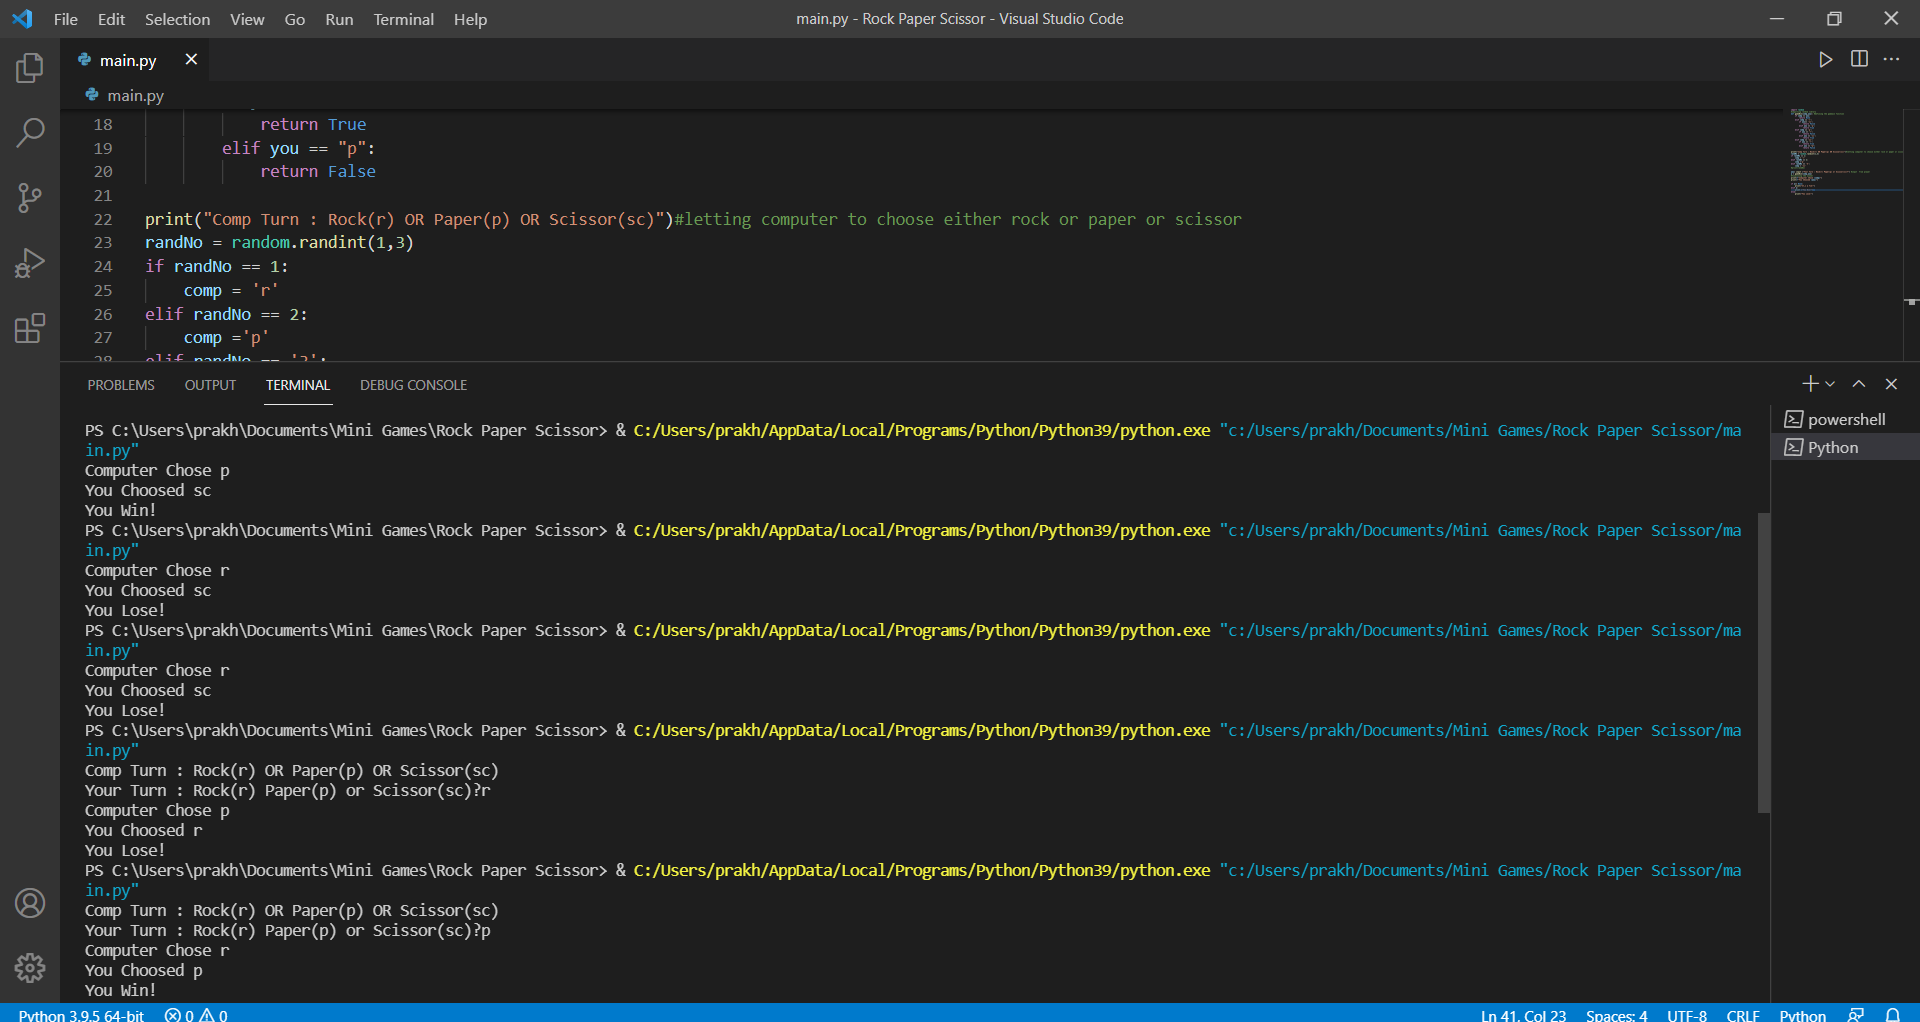 File Edit Selection View Go Run Terminal Help
main.py - Rock Paper Scissor - Visual Studio Code
main.py
main.py
18 return True
19 elif you == "p":
20 return False
21
22 print("Comp Turn : Rock(r) OR Paper(p) OR Scissor(sc)")#letting computer to choose either rock or paper or scissor
23 randNo = random.randint(1,3)
24 if randNo == 1:
25 comp = 'r'
26 elif randNo == 2:
27 comp ='p'
28 elif randNo == '3':
PROBLEMS OUTPUT TERMINAL DEBUG CONSOLE
powershell
Python
PS C:\Users\prakh\Documents\Mini Games\Rock Paper Scissor> & C:/Users/prakh/AppData/Local/Programs/Python/Python39/python.exe "c:/Users/prakh/Documents/Mini Games/Rock Paper Scissor/ma
in.py"
Computer Chose p
You Choosed sc
You Win!
PS C:\Users\prakh\Documents\Mini Games\Rock Paper Scissor> & C:/Users/prakh/AppData/Local/Programs/Python/Python39/python.exe "c:/Users/prakh/Documents/Mini Games/Rock Paper Scissor/ma
in.py"
Computer Chose r
You Choosed sc
You Lose!
PS C:\Users\prakh\Documents\Mini Games\Rock Paper Scissor> & C:/Users/prakh/AppData/Local/Programs/Python/Python39/python.exe "c:/Users/prakh/Documents/Mini Games/Rock Paper Scissor/ma
in.py"
Computer Chose r
You Choosed sc
You Lose!
PS C:\Users\prakh\Documents\Mini Games\Rock Paper Scissor> & C:/Users/prakh/AppData/Local/Programs/Python/Python39/python.exe "c:/Users/prakh/Documents/Mini Games/Rock Paper Scissor/ma
in.py"
Comp Turn : Rock(r) OR Paper(p) OR Scissor(sc)
Your Turn : Rock(r) Paper(p) or Scissor(sc)?r
Computer Chose p
You Choosed r
You Lose!
PS C:\Users\prakh\Documents\Mini Games\Rock Paper Scissor> & C:/Users/prakh/AppData/Local/Programs/Python/Python39/python.exe "c:/Users/prakh/Documents/Mini Games/Rock Paper Scissor/ma
in.py"
Comp Turn : Rock(r) OR Paper(p) OR Scissor(sc)
Your Turn : Rock(r) Paper(p) or Scissor(sc)?p
Computer Chose r
You Choosed p
You Win!
Python 3.9.5 64-bit 0 0 Ln 41, Col 23 Spaces: 4 UTF-8 CRLF Python